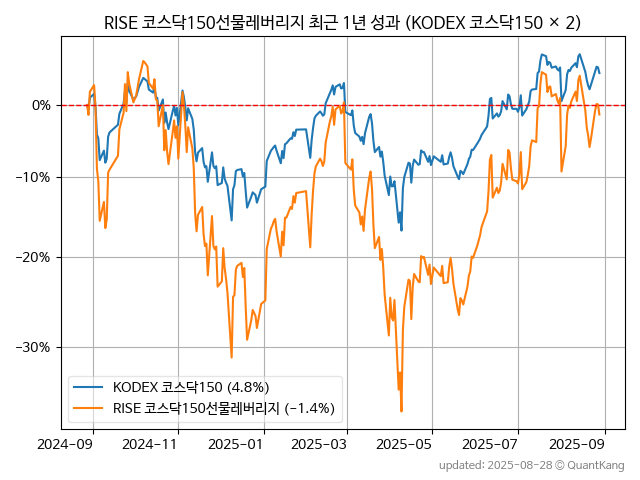 RISE 코스닥150선물레버리지 최근 1년 성과 (KODEX 코스닥150 × 2)
0%
−10%
−20%
−30%
KODEX 코스닥150 (4.8%)
RISE 코스닥150선물레버리지 (−1.4%)
2024-09 2024-11 2025-01 2025-03 2025-05 2025-07 2025-09
updated: 2025-08-28 © QuantKang